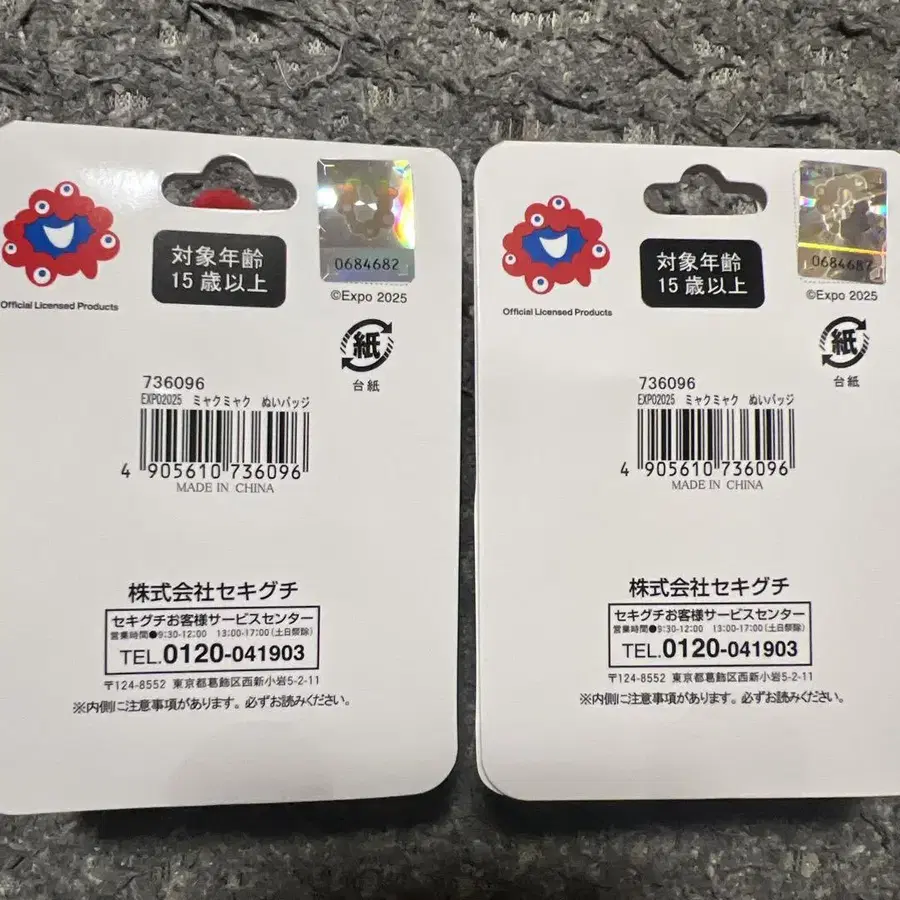 対象年齢
15歳以上
0684682
Official Licensed Products
©Expo 2025
紙
台紙
736096
EXPO2025 ミャクミャク ぬいバッジ
4 905610 736096
MADE IN CHINA
株式会社セキグチ
セキグチお客様サービスセンター
営業時間●9:30-12:00 13:00-17:00(土日祭除)
TEL.0120-041903
〒124-8552 東京都葛飾区西新小岩5-2-11
※内側に注意事項があります。必ずお読みください。
対象年齢
15歳以上
0684687
Official Licensed Products
©Expo 2025
紙
台紙
736096
EXPO2025 ミャクミャク ぬいバッジ
4 905610 736096
MADE IN CHINA
株式会社セキグチ
セキグチお客様サービスセンター
営業時間●9:30-12:00 13:00-17:00(土日祭除)
TEL.0120-041903
〒124-8552 東京都葛飾区西新小岩5-2-11
※内側に注意事項があります。必ずお読みください。